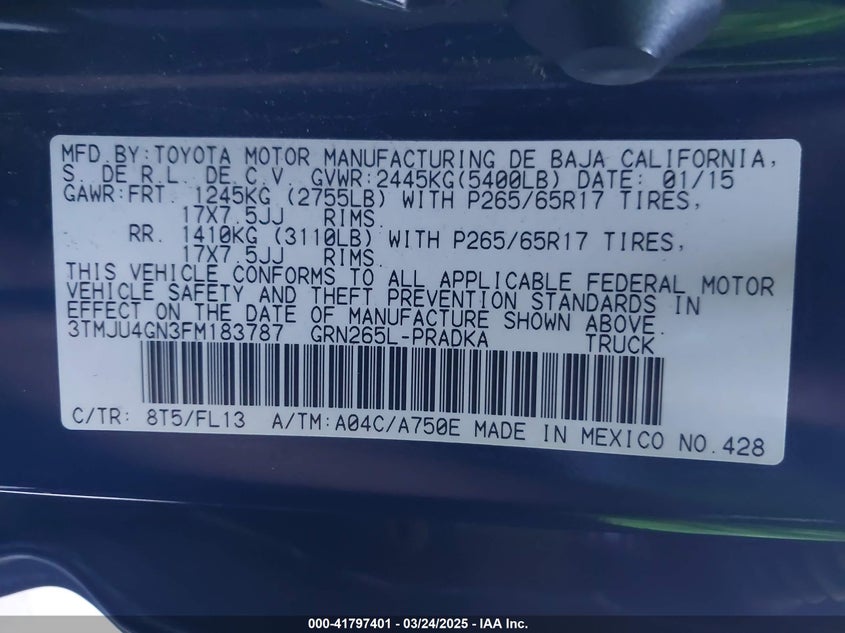 MFD.BY:TOYOTA MOTOR MANUFACTURING DE BAJA CALIFORNIA,
S. DE R.L. DE C.V. GVWR:2445KG(5400LB) DATE: 01/15
GAWR:FRT. 1245KG (2755LB) WITH P265/65R17 TIRES,
17X7.5JJ RIMS.
RR. 1410KG (3110LB) WITH P265/65R17 TIRES,
17X7.5JJ RIMS.
THIS VEHICLE CONFORMS TO ALL APPLICABLE FEDERAL MOTOR
VEHICLE SAFETY AND THEFT PREVENTION STANDARDS IN
EFFECT ON THE DATE OF MANUFACTURE SHOWN ABOVE.
3TMJU4GN3FM183787 GRN265L-PRADKA TRUCK
C/TR: 8T5/FL13 A/TM:A04C/A750E MADE IN MEXICO NO.428
000-41797401 - 03/24/2025 - IAA Inc.